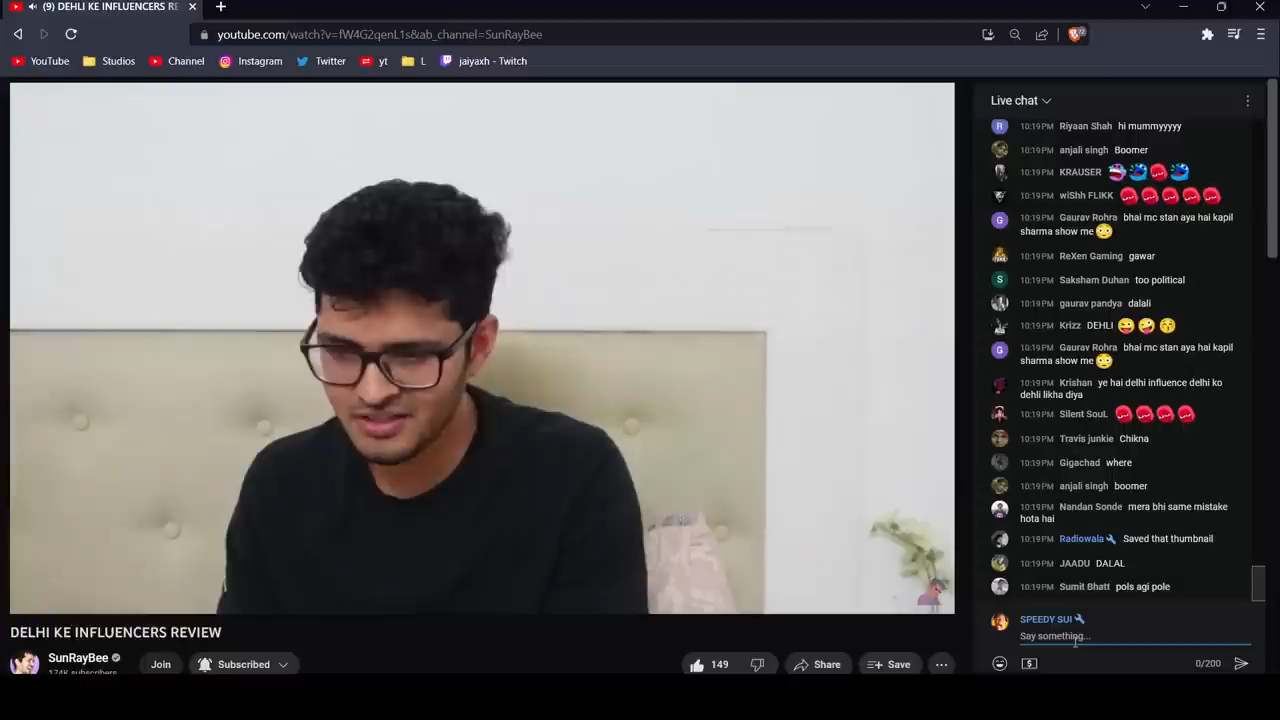 (9) DEHLI KE INFLUENCERS RE
youtube.com/watch?v=fW4G2qenL1s&ab_channel=SunRayBee
YouTube Studios Channel Instagram Twitter yt L jaiyaxh - Twitch
Live chat
10:19PM Riyaan Shah hi mummyyyyy
10:19PM anjali singh Boomer
10:19PM KRAUSER
10:19PM wiShh FLIKK
10:19PM Gaurav Rohra bhai mc stan aya hai kapil
sharma show me
10:19PM ReXen Gaming gawar
10:19PM Saksham Duhan too political
10:19PM gaurav pandya dalali
10:19PM Krizz DEHLI
10:19PM Gaurav Rohra bhai mc stan aya hai kapil
sharma show me
10:19PM Krishan ye hai delhi influence delhi ko
dehli likha diya
10:19PM Silent SouL
10:19PM Travis junkie Chikna
10:19PM Gigachad where
10:19PM anjali singh boomer
10:19PM Nandan Sonde mera bhi same mistake
hota hai
10:19PM Radiowala Saved that thumbnail
10:19PM JAADU DALAL
10:19PM Sumit Bhatt pols agi pole
SPEEDY SUI
Say something...
0/200
DELHI KE INFLUENCERS REVIEW
SunRayBee
174K subscribers
Join Subscribed 149 Share Save